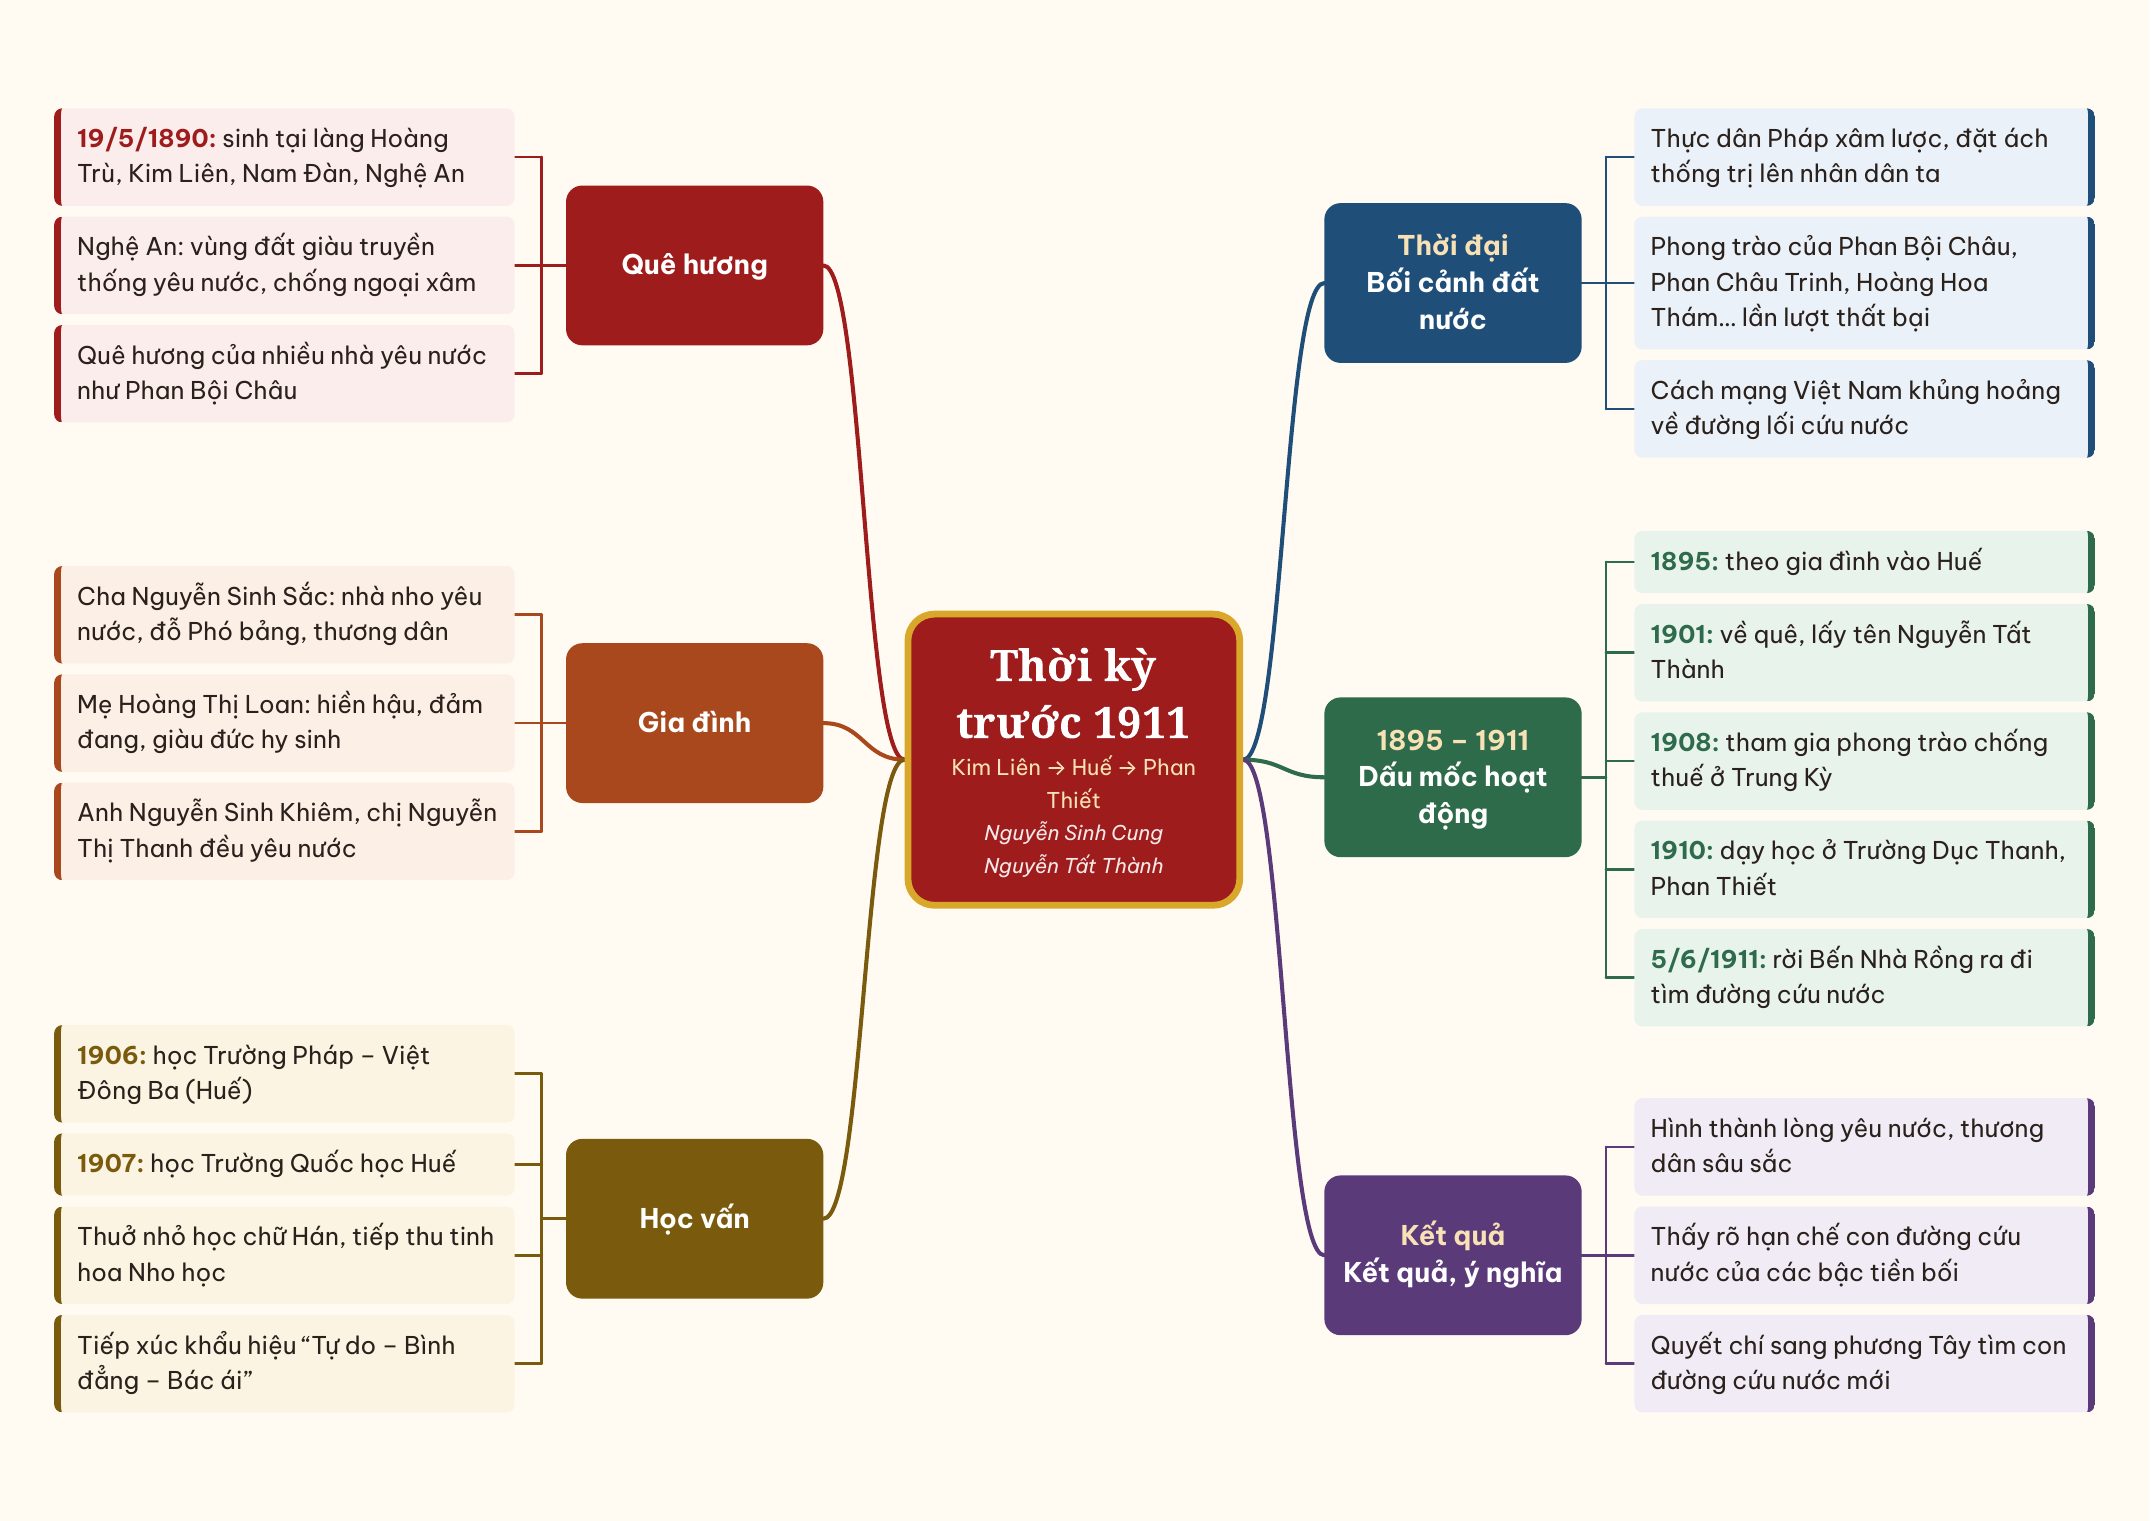 19/5/1890: sinh tại làng Hoàng
Trù, Kim Liên, Nam Đàn, Nghệ An
Nghệ An: vùng đất giàu truyền
thống yêu nước, chống ngoại xâm
Quê hương của nhiều nhà yêu nước
như Phan Bội Châu
Quê hương
Cha Nguyễn Sinh Sắc: nhà nho yêu
nước, đỗ Phó bảng, thương dân
Mẹ Hoàng Thị Loan: hiền hậu, đảm
đang, giàu đức hy sinh
Anh Nguyễn Sinh Khiêm, chị Nguyễn
Thị Thanh đều yêu nước
Gia đình
1906: học Trường Pháp – Việt
Đông Ba (Huế)
1907: học Trường Quốc học Huế
Thuở nhỏ học chữ Hán, tiếp thu tinh
hoa Nho học
Tiếp xúc khẩu hiệu “Tự do – Bình
đẳng – Bác ái”
Học vấn
Thời kỳ
trước 1911
Kim Liên → Huế → Phan
Thiết
Nguyễn Sinh Cung
Nguyễn Tất Thành
Thời đại
Bối cảnh đất
nước
Thực dân Pháp xâm lược, đặt ách
thống trị lên nhân dân ta
Phong trào của Phan Bội Châu,
Phan Châu Trinh, Hoàng Hoa
Thám... lần lượt thất bại
Cách mạng Việt Nam khủng hoảng
về đường lối cứu nước
1895 – 1911
Dấu mốc hoạt
động
1895: theo gia đình vào Huế
1901: về quê, lấy tên Nguyễn Tất
Thành
1908: tham gia phong trào chống
thuế ở Trung Kỳ
1910: dạy học ở Trường Dục Thanh,
Phan Thiết
5/6/1911: rời Bến Nhà Rồng ra đi
tìm đường cứu nước
Kết quả
Kết quả, ý nghĩa
Hình thành lòng yêu nước, thương
dân sâu sắc
Thấy rõ hạn chế con đường cứu
nước của các bậc tiền bối
Quyết chí sang phương Tây tìm con
đường cứu nước mới